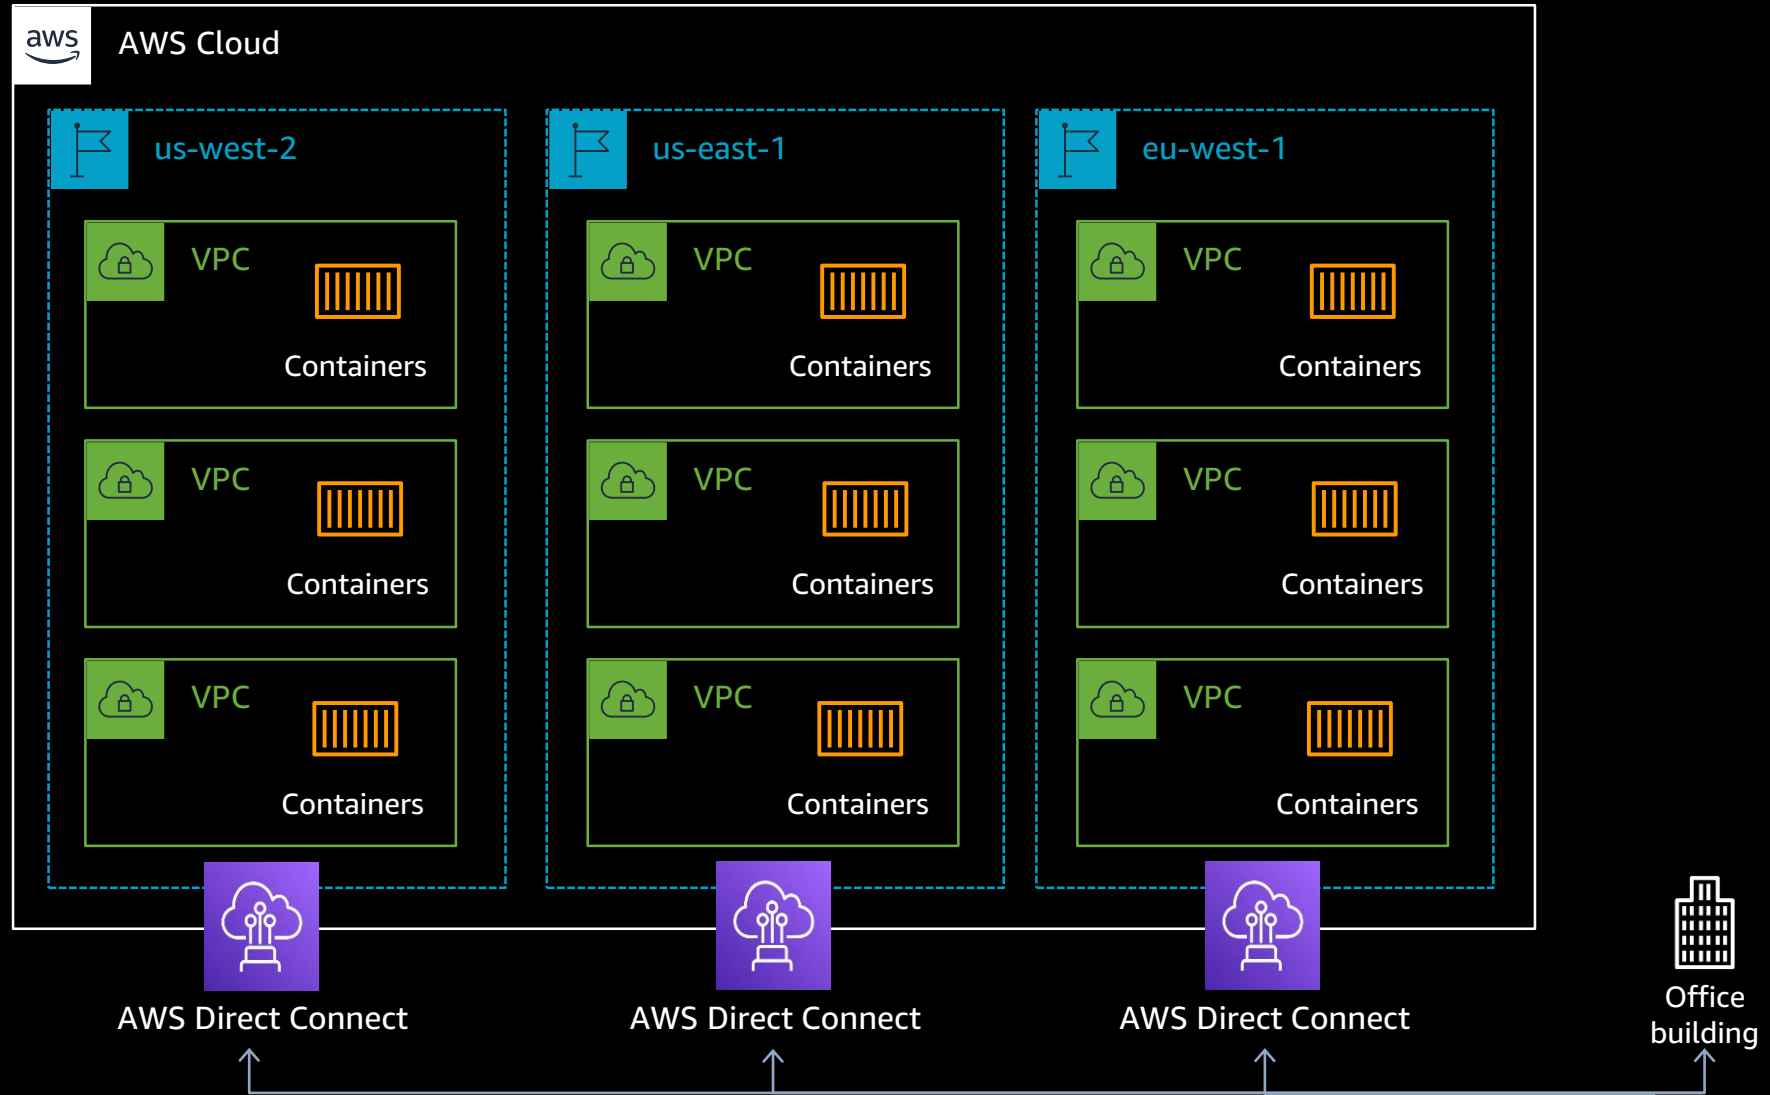 aws
AWS Cloud
us-west-2
us-east-1
eu-west-1
VPC
VPC
VPC
Containers
Containers
Containers
VPC
VPC
VPC
Containers
Containers
Containers
VPC
VPC
VPC
Containers
Containers
Containers
AWS Direct Connect
AWS Direct Connect
AWS Direct Connect
Office
building